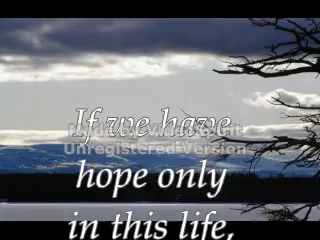 If we have
Unregistered Version
hope only
in this life,